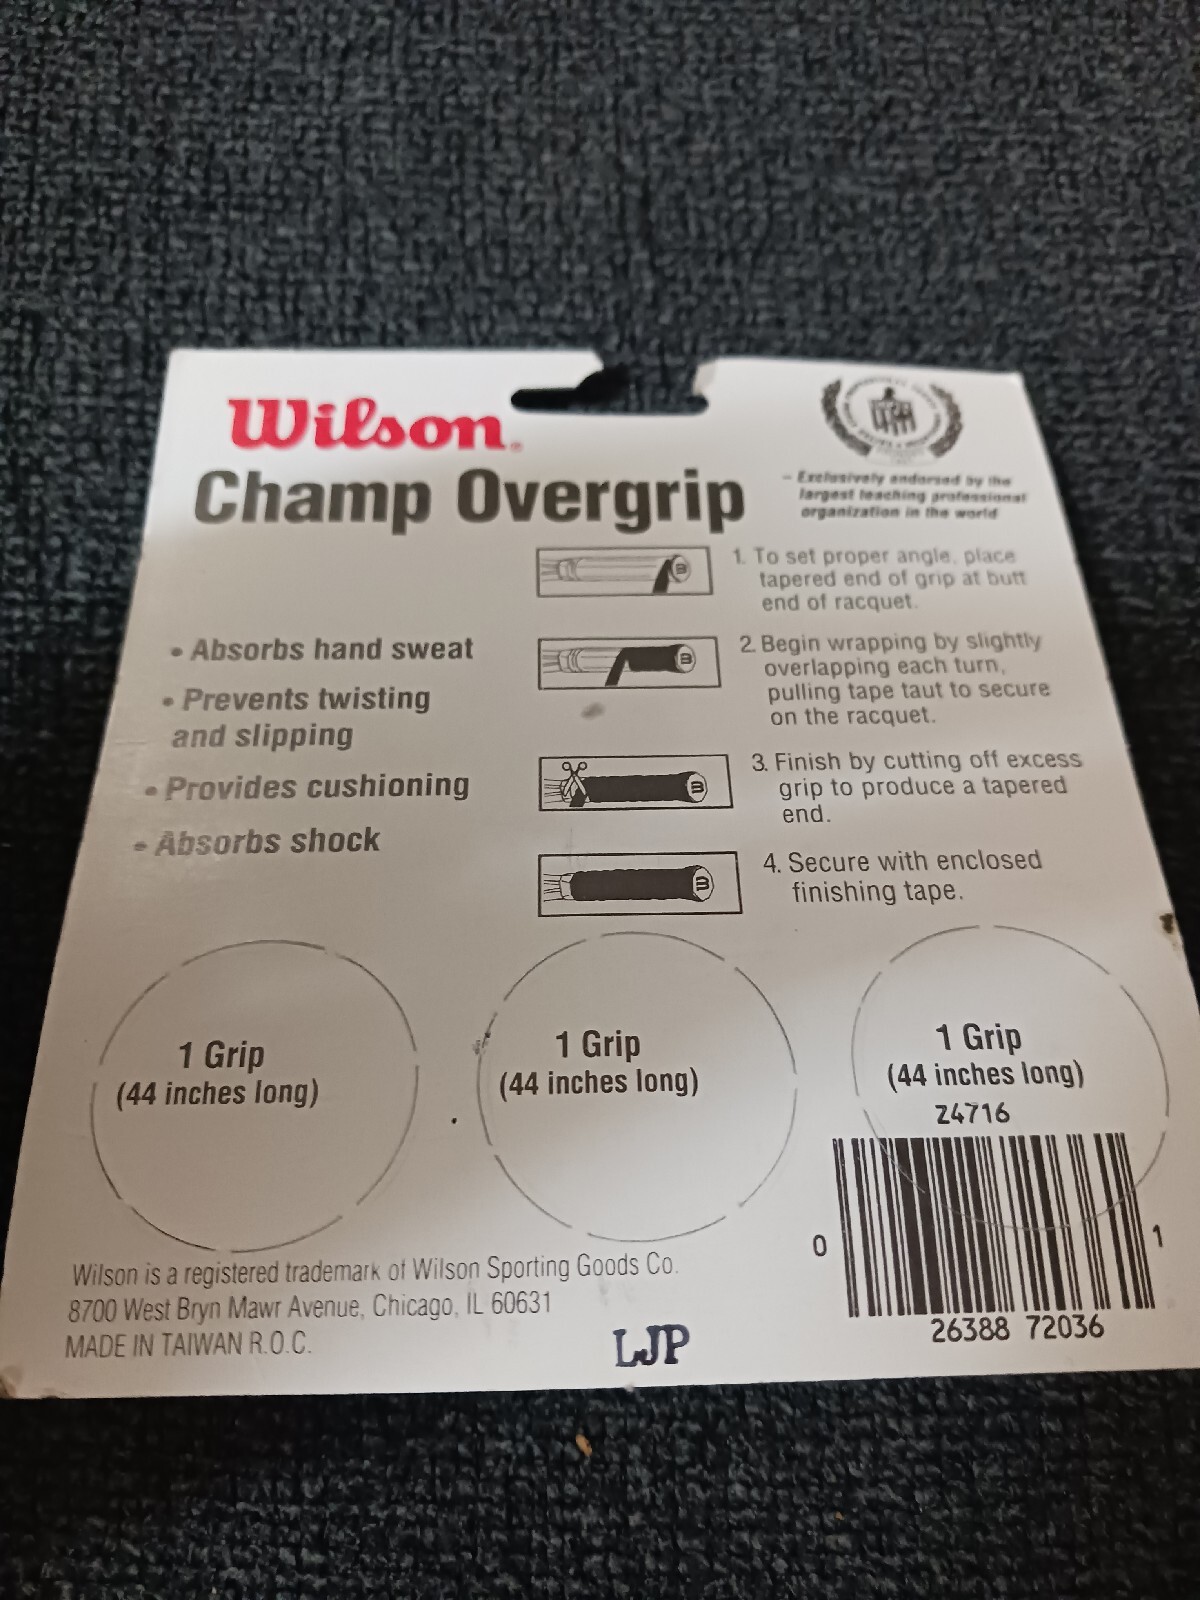 Wilson
Champ Overgrip
– Exclusively endorsed by the
largest teaching professional
organization in the world
• Absorbs hand sweat
• Prevents twisting
and slipping
• Provides cushioning
• Absorbs shock
1. To set proper angle, place
tapered end of grip at butt
end of racquet.
2. Begin wrapping by slightly
overlapping each turn,
pulling tape taut to secure
on the racquet.
3. Finish by cutting off excess
grip to produce a tapered
end.
4. Secure with enclosed
finishing tape.
1 Grip
(44 inches long)
1 Grip
(44 inches long)
1 Grip
(44 inches long)
Z4716
0 26388 72036 1
Wilson is a registered trademark of Wilson Sporting Goods Co.
8700 West Bryn Mawr Avenue, Chicago, IL 60631
MADE IN TAIWAN R.O.C.
LJP